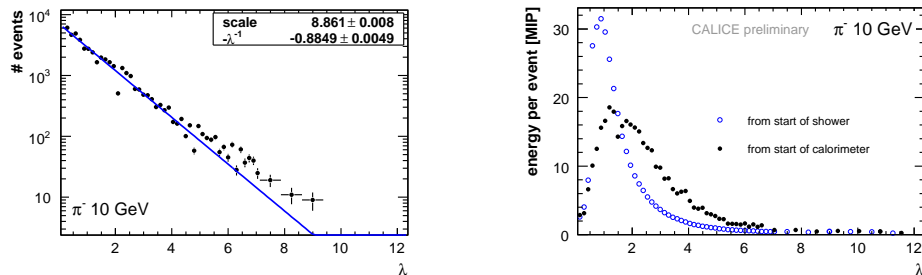 # events
10⁴
10³
10²
10
scale 8.861 ± 0.008
-λ⁻¹ -0.8849 ± 0.0049
π⁻ 10 GeV
2 4 6 8 10 12
λ
energy per event [MIP]
30
20
10
0
CALICE preliminary π⁻ 10 GeV
from start of shower
from start of calorimeter
0 2 4 6 8 10 12
λ